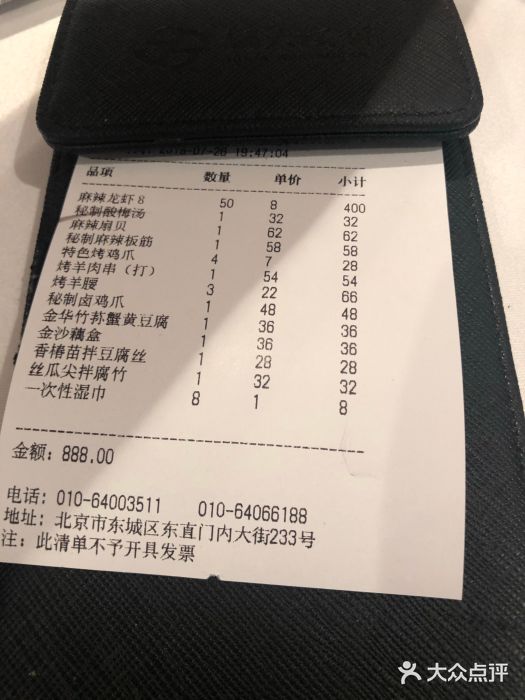 2018-07-26 19:47:04
品项 数量 单价 小计
麻辣龙虾8 50 8 400
秘制酸梅汤 1 32 32
麻辣扇贝 1 62 62
秘制麻辣板筋 1 58 58
特色烤鸡爪 4 7 28
烤羊肉串（打） 1 54 54
烤羊腰 3 22 66
秘制卤鸡爪 1 48 48
金华竹荪蟹黄豆腐 1 36 36
金沙藕盒 1 36 36
香椿苗拌豆腐丝 1 28 28
丝瓜尖拌腐竹 1 32 32
一次性湿巾 8 1 8
金额: 888.00
电话: 010-64003511 010-64066188
地址: 北京市东城区东直门内大街233号
注: 此清单不予开具发票
大众点评